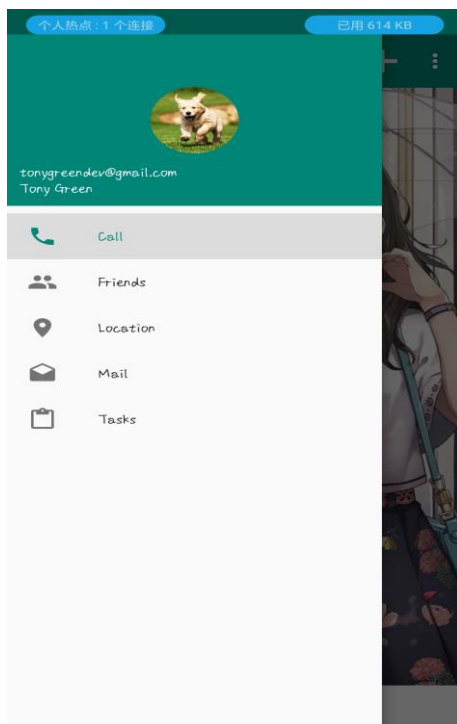 个人热点：1 个连接
已用 614 KB
tonygreendev@gmail.com
Tony Green
Call
Friends
Location
Mail
Tasks